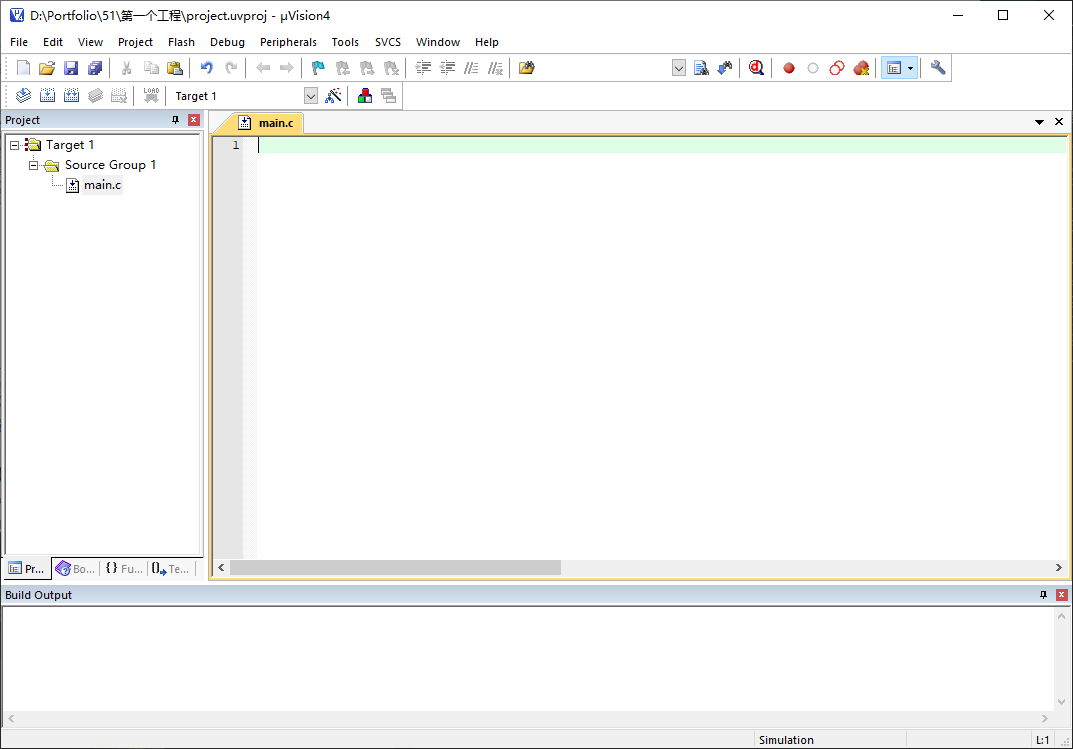 D:\Portfolio\51\第一个工程\project.uvproj - µVision4
File Edit View Project Flash Debug Peripherals Tools SVCS Window Help
LOAD Target 1
Project
main.c
Target 1
Source Group 1
main.c
1
Pr... Bo... {} Fu... Te...
Build Output
Simulation L:1